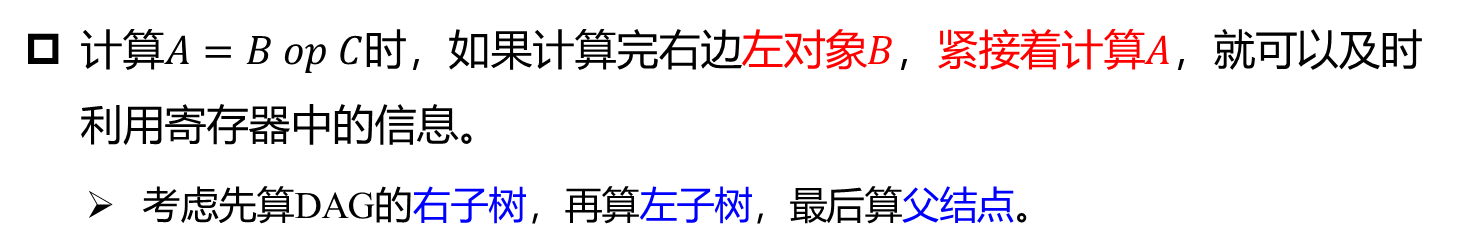 计算A = B op C时，如果计算完右边左对象B，紧接着计算A，就可以及时
利用寄存器中的信息。
考虑先算DAG的右子树，再算左子树，最后算父结点。